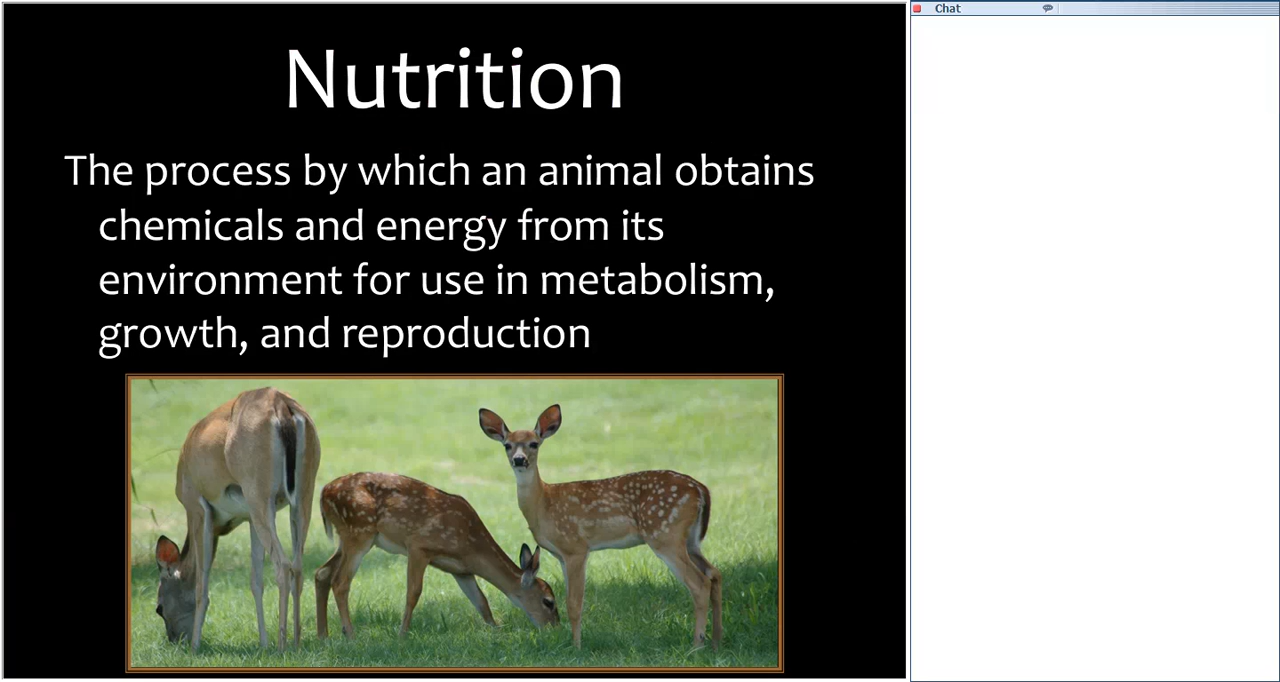 Nutrition
The process by which an animal obtains
chemicals and energy from its
environment for use in metabolism,
growth, and reproduction
Chat